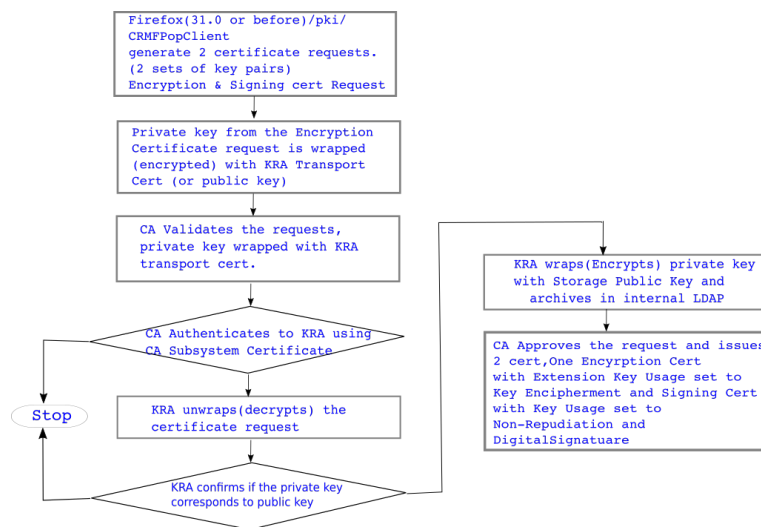 Firefox(31.0 or before)/pki/
CRMFPopClient
generate 2 certificate requests.
(2 sets of key pairs)
Encryption & Signing cert Request
Private key from the Encryption
Certificate request is wrapped
(encrypted) with KRA Transport
Cert (or public key)
CA Validates the requests,
private key wrapped with KRA
transport cert.
CA Authenticates to KRA using
CA Subsystem Certificate
Stop
KRA unwraps(decrypts) the
certificate request
KRA confirms if the private key
corresponds to public key
KRA wraps(Encrypts) private key
with Storage Public Key and
archives in internal LDAP
CA Approves the request and issues
2 cert,One Encyrption Cert
with Extension Key Usage set to
Key Encipherment and Signing Cert
with Key Usage set to
Non-Repudiation and
DigitalSignatuare